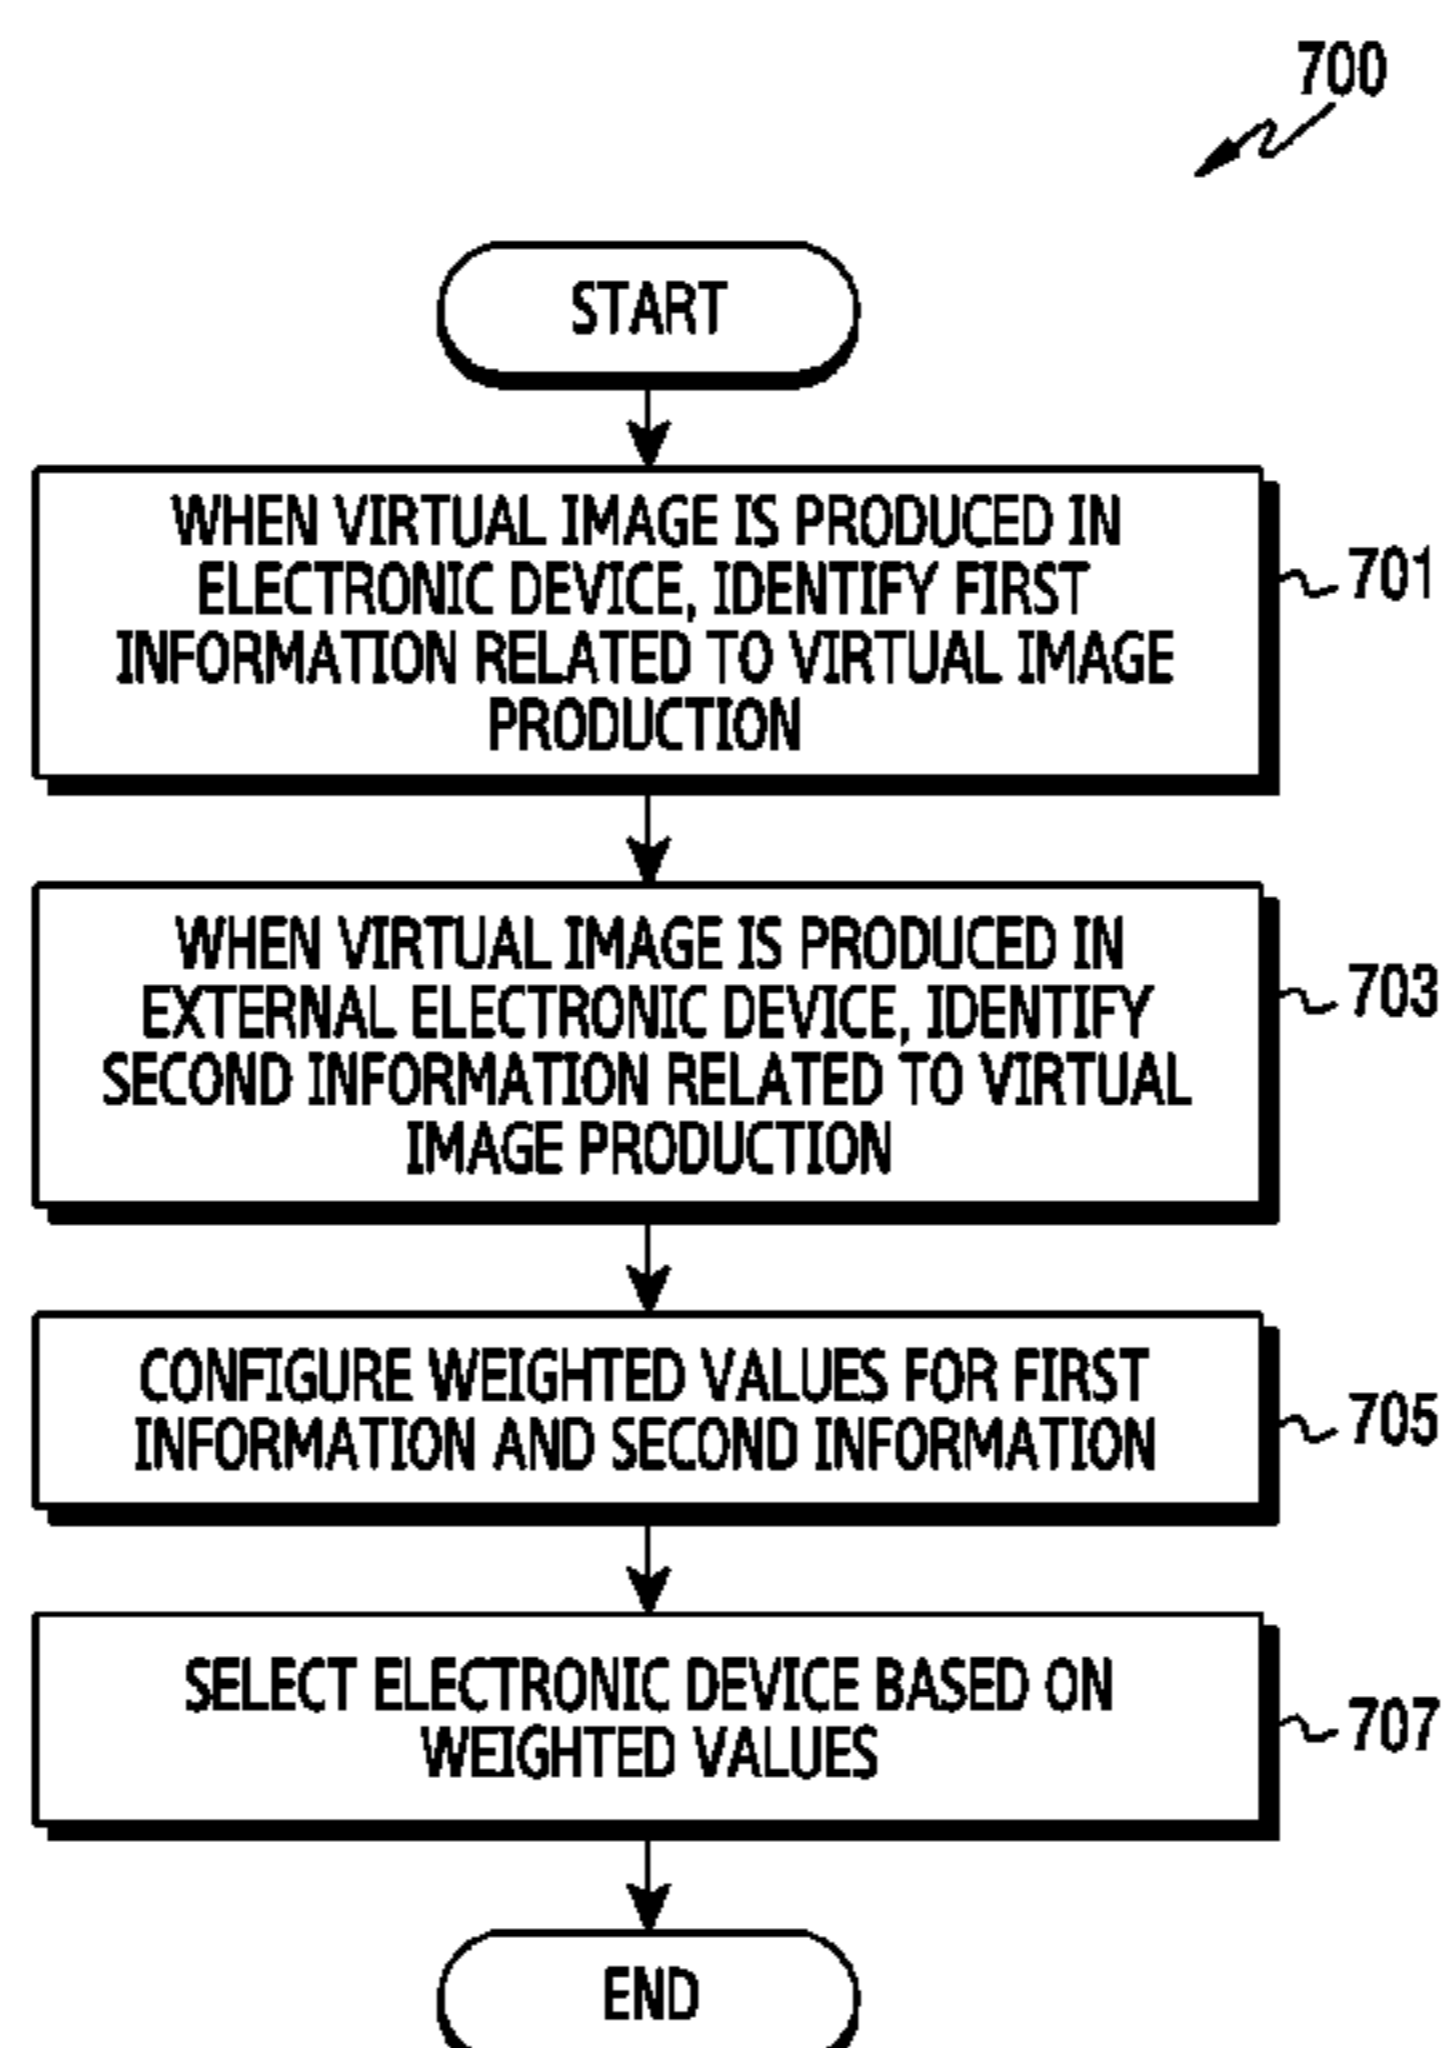 700
START
WHEN VIRTUAL IMAGE IS PRODUCED IN
ELECTRONIC DEVICE, IDENTIFY FIRST
INFORMATION RELATED TO VIRTUAL IMAGE
PRODUCTION
701
WHEN VIRTUAL IMAGE IS PRODUCED IN
EXTERNAL ELECTRONIC DEVICE, IDENTIFY
SECOND INFORMATION RELATED TO VIRTUAL
IMAGE PRODUCTION
703
CONFIGURE WEIGHTED VALUES FOR FIRST
INFORMATION AND SECOND INFORMATION
705
SELECT ELECTRONIC DEVICE BASED ON
WEIGHTED VALUES
707
END